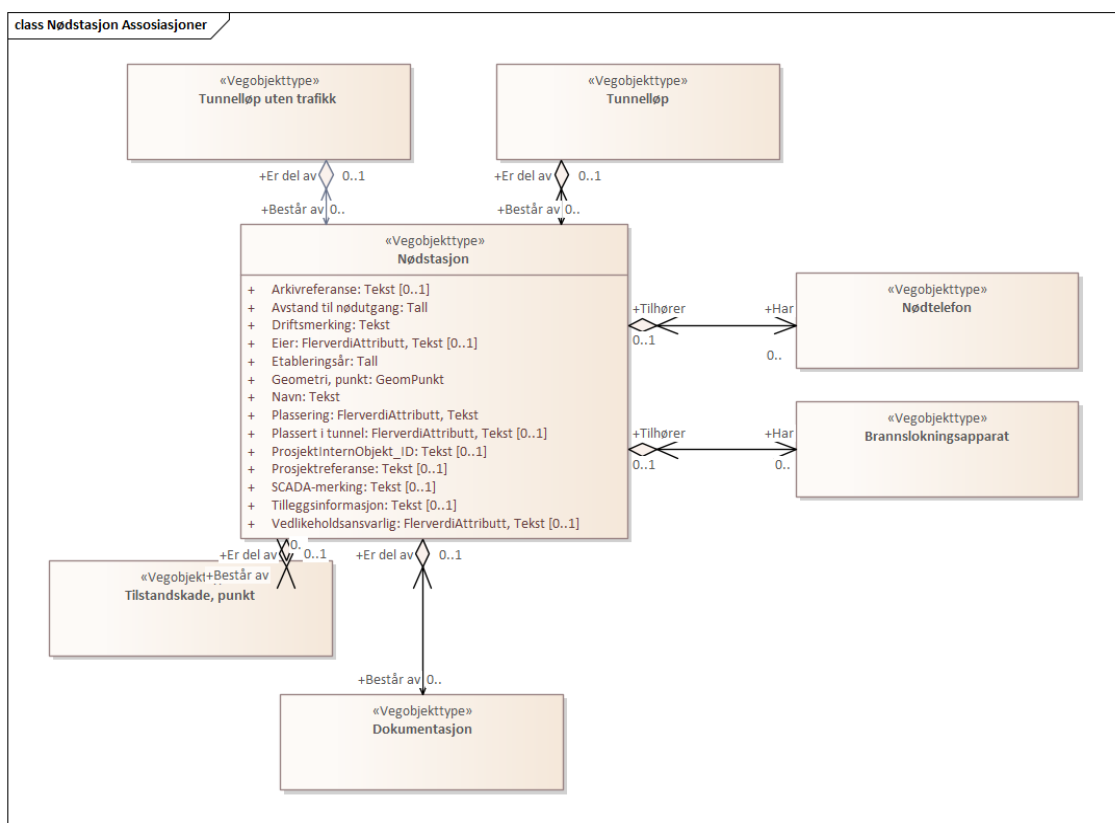 class Nødstasjon Assosiasjoner
«Vegobjekttype»
Tunnelløp uten trafikk
«Vegobjekttype»
Tunnelløp
+Er del av 0..1
+Er del av 0..1
+Består av 0..
+Består av 0..
«Vegobjekttype»
Nødstasjon
+ Arkivreferanse: Tekst [0..1]
+ Avstand til nødutgang: Tall
+ Driftsmerking: Tekst
+ Eier: FlerverdiAttributt, Tekst [0..1]
+ Etableringsår: Tall
+ Geometri, punkt: GeomPunkt
+ Navn: Tekst
+ Plassering: FlerverdiAttributt, Tekst
+ Plassert i tunnel: FlerverdiAttributt, Tekst [0..1]
+ ProsjektInternObjekt_ID: Tekst [0..1]
+ Prosjektreferanse: Tekst [0..1]
+ SCADA-merking: Tekst [0..1]
+ Tilleggsinformasjon: Tekst [0..1]
+ Vedlikeholdsansvarlig: FlerverdiAttributt, Tekst [0..1]
+Tilhører +Har
0..1 0..
«Vegobjekttype»
Nødtelefon
+Tilhører +Har
0..1 0..
«Vegobjekttype»
Brannslokningsapparat
+Er del av 0..1
0..
+Består av
«Vegobj
Tilstandskade, punkt
+Er del av 0..1
+Består av 0..
«Vegobjekttype»
Dokumentasjon